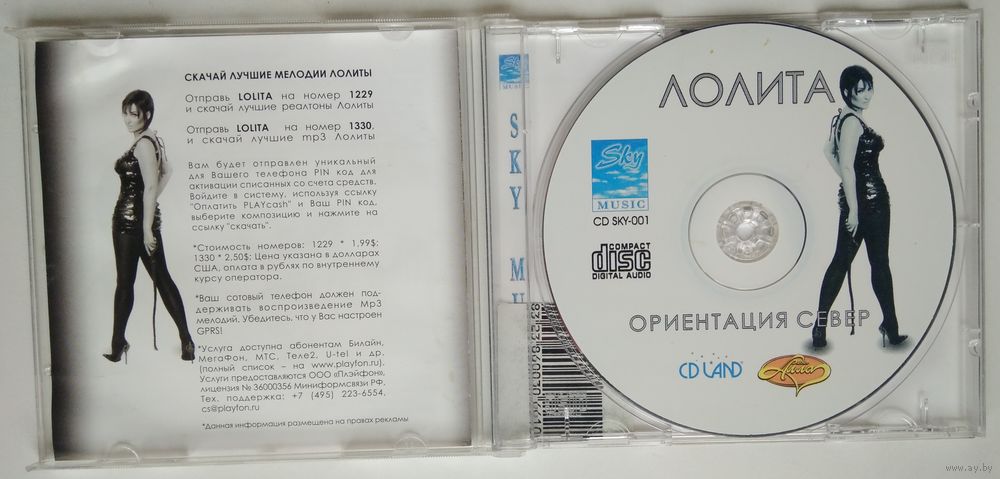 СКАЧАЙ ЛУЧШИЕ МЕЛОДИИ ЛОЛИТЫ
Отправь LOLITA на номер 1229
и скачай лучшие реалтоны Лолиты
Отправь LOLITA на номер 1330,
и скачай лучшие mp3 Лолиты
Вам будет отправлен уникальный
для Вашего телефона PIN код для
активации списанных со счета средств.
Войдите в систему, используя ссылку
"Оплатить PLAYcash" и Ваш PIN код,
выберите композицию и нажмите на
ссылку "скачать".
*Стоимость номеров: 1229 * 1,99$;
1330 * 2,50$; Цена указана в долларах
США, оплата в рублях по внутреннему
курсу оператора.
*Ваш сотовый телефон должен под-
держивать воспроизведение Mp3
мелодий. Убедитесь, что у Вас настроен
GPRS!
*Услуга доступна абонентам Билайн,
МегаФон, МТС, Теле2, U-tel и др.
(полный список – на www.playfon.ru).
Услуги предоставляются ООО «Плэйфон»,
лицензия № 36000356 Мининформсвязи РФ.
Тех. поддержка: +7 (495) 223-6554,
cs@playfon.ru
*Данная информация размещена на правах рекламы
Sky
MUSIC
SKY MU
ЛОЛИТА
Sky
MUSIC
CD SKY-001
COMPACT
disc
DIGITAL AUDIO
ОРИЕНТАЦИЯ СЕВЕР
CD LAND
Алла
www.ay.by